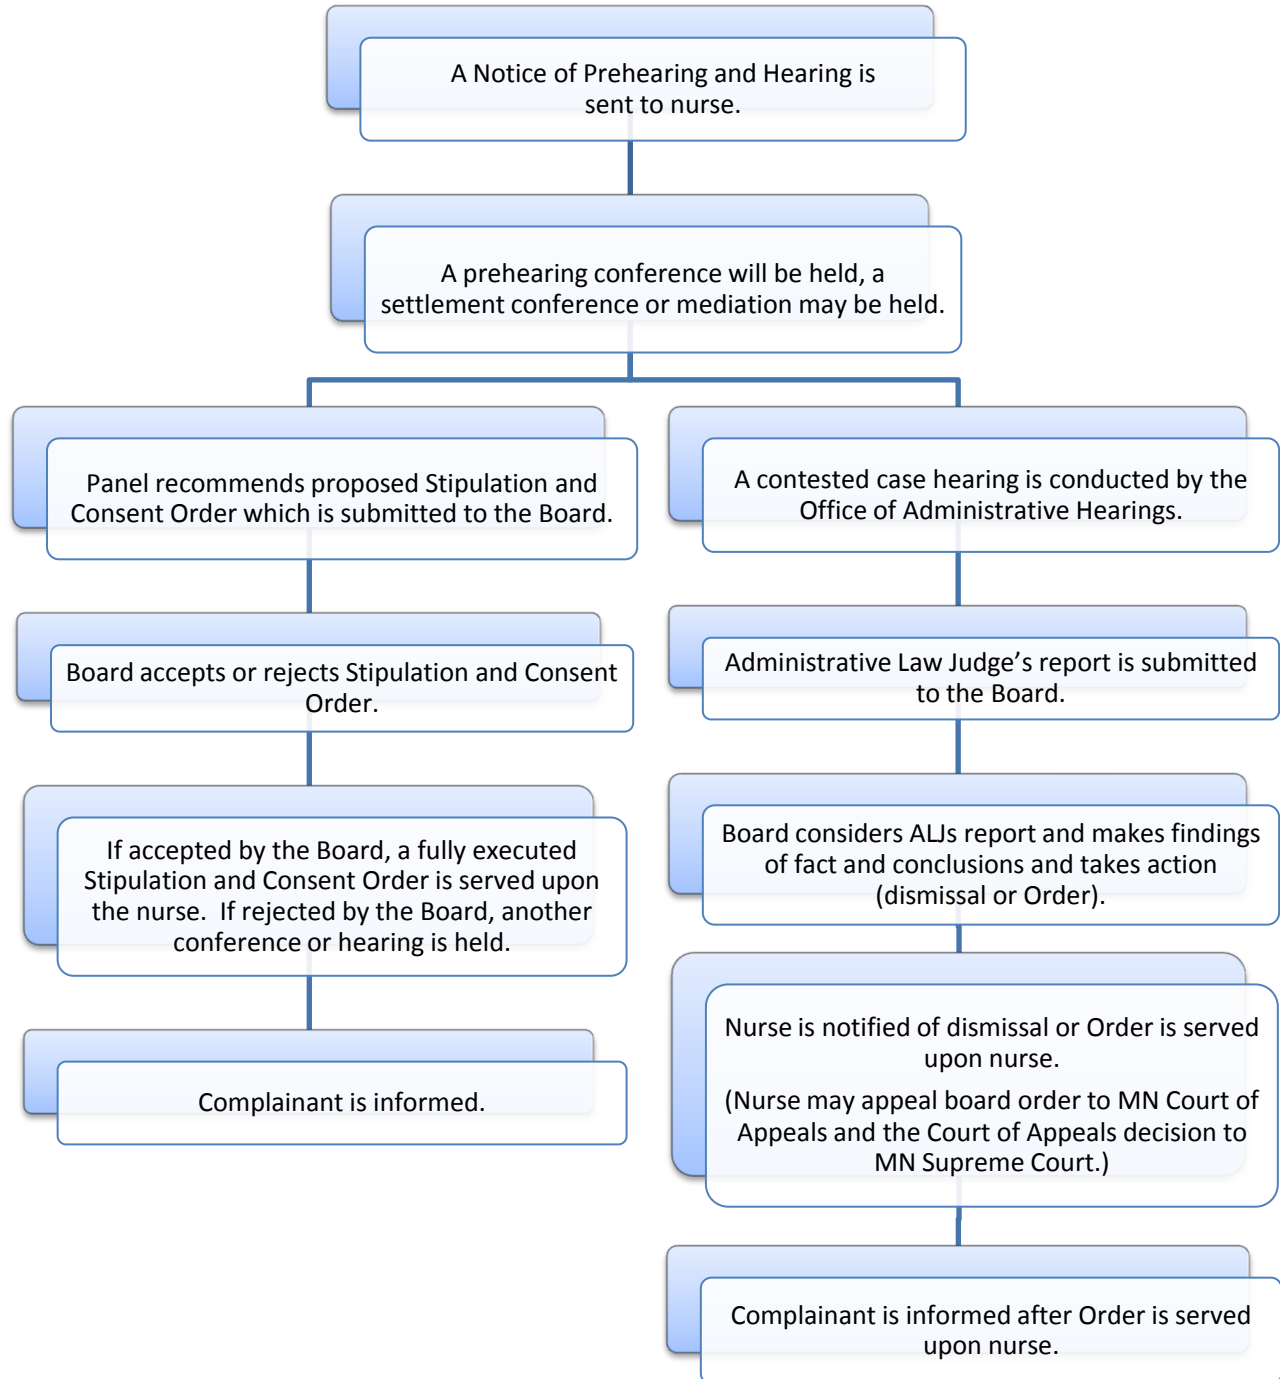 A Notice of Prehearing and Hearing is
sent to nurse.
A prehearing conference will be held, a
settlement conference or mediation may be held.
Panel recommends proposed Stipulation and
Consent Order which is submitted to the Board.
Board accepts or rejects Stipulation and Consent
Order.
If accepted by the Board, a fully executed
Stipulation and Consent Order is served upon
the nurse.  If rejected by the Board, another
conference or hearing is held.
Complainant is informed.
A contested case hearing is conducted by the
Office of Administrative Hearings.
Administrative Law Judge’s report is submitted
to the Board.
Board considers ALJs report and makes findings
of fact and conclusions and takes action
(dismissal or Order).
Nurse is notified of dismissal or Order is served
upon nurse.
(Nurse may appeal board order to MN Court of
Appeals and the Court of Appeals decision to
MN Supreme Court.)
Complainant is informed after Order is served
upon nurse.